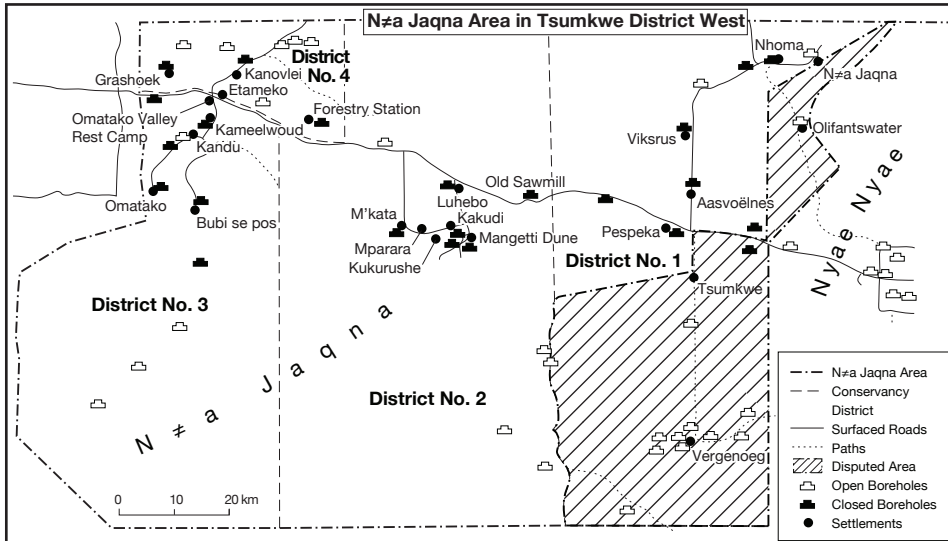 N≠a Jaqna Area in Tsumkwe District West
Nhoma
N≠a Jaqna
District
No. 4
Kanovlei
Grashoek
Etameko
Forestry Station
Omatako Valley
Rest Camp
Kameelwoud
Kandu
Viksrus
Olifantswater
Old Sawmill
Omatako
Luhebo
Aasvoëlnes
Bubi se pos
M'kata
Kakudi
Mparara
Mangetti Dune
Pespeka
Kukurushe
District No. 1
Nyae Nyae
Tsumkwe
District No. 3
N≠a Jaqna
District No. 2
Vergenoeg
0 10 20 km
N≠a Jaqna Area
Conservancy
District
Surfaced Roads
Paths
Disputed Area
Open Boreholes
Closed Boreholes
Settlements